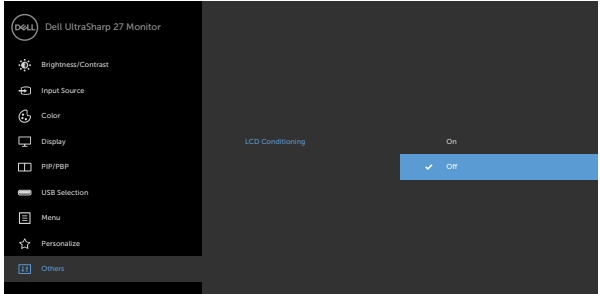 DELL
Dell UltraSharp 27 Monitor
Brightness/Contrast
Input Source
Color
Display
PIP/PBP
USB Selection
Menu
Personalize
Others
LCD Conditioning
On
Off